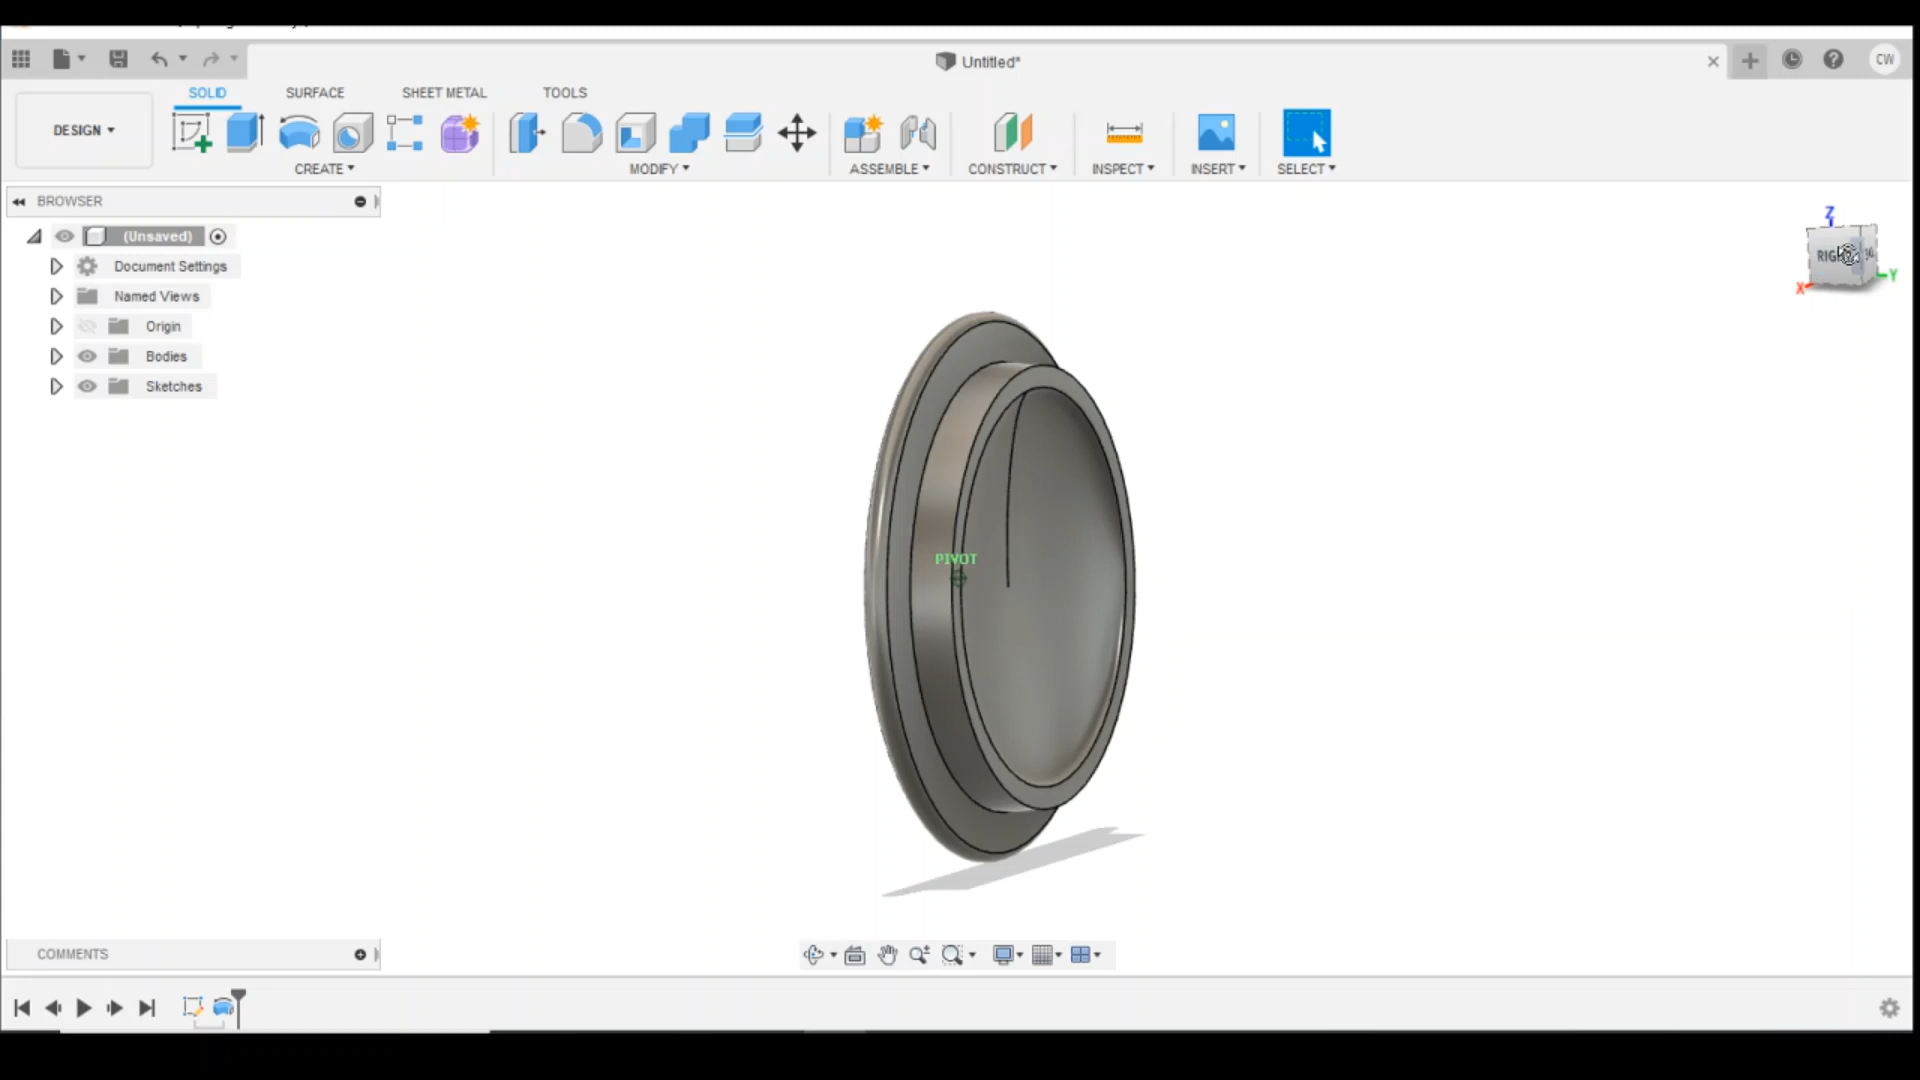 Untitled*
CW
SOLID
SURFACE
SHEET METAL
TOOLS
DESIGN
CREATE
MODIFY
ASSEMBLE
CONSTRUCT
INSPECT
INSERT
SELECT
BROWSER
(Unsaved)
Document Settings
Named Views
Origin
Bodies
Sketches
Z
X
Y
PIVOT
COMMENTS